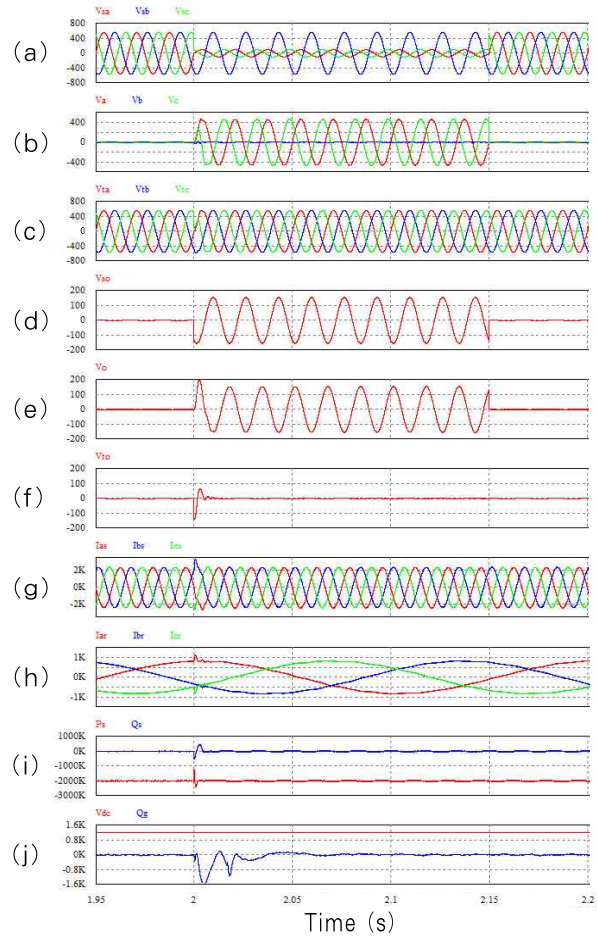 Vsa Vsb Vsc
800
400
(a) 0
-400
-800
Va Vb Vc
400
(b) 0
-400
Vta Vtb Vtc
800
400
(c) 0
-400
-800
Vso
200
100
(d) 0
-100
-200
Vo
200
100
(e) 0
-100
-200
Vto
200
100
(f) 0
-100
-200
Ias Ibs Ics
2K
(g) 0K
-2K
Iar Ibr Icr
1K
(h) 0K
-1K
Ps Qs
1000K
(i) 0K
-1000K
-2000K
-3000K
Vdc Qg
1.6K
0.8K
(j) 0K
-0.8K
-1.6K
1.95 2 2.05 2.1 2.15 2.2
Time (s)